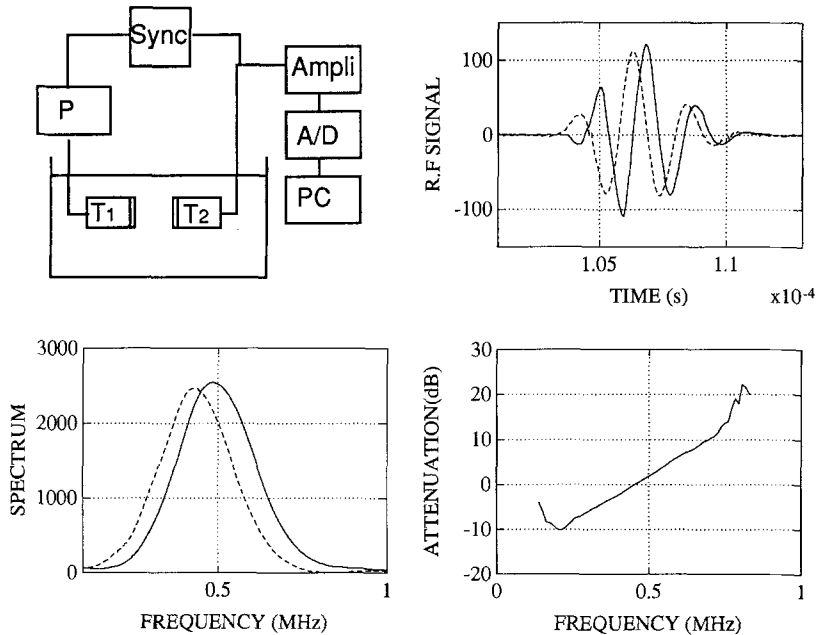 Sync
Ampli
P
A/D
PC
T1
T2
R.F SIGNAL
100
0
-100
1.05
1.1
TIME (s)
x10-4
SPECTRUM
3000
2000
1000
0
0.5
1
FREQUENCY (MHz)
ATTENUATION(dB)
30
20
10
0
-10
-20
0
0.5
1
FREQUENCY (MHz)